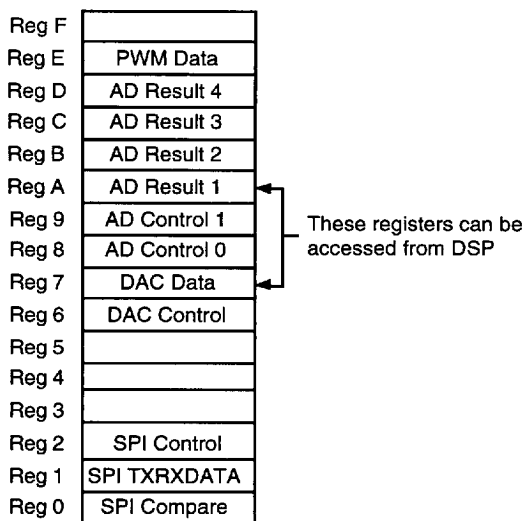 Reg F
Reg E PWM Data
Reg D AD Result 4
Reg C AD Result 3
Reg B AD Result 2
Reg A AD Result 1
Reg 9 AD Control 1
Reg 8 AD Control 0
Reg 7 DAC Data
Reg 6 DAC Control
Reg 5
Reg 4
Reg 3
Reg 2 SPI Control
Reg 1 SPI TXRXDATA
Reg 0 SPI Compare
These registers can be
accessed from DSP